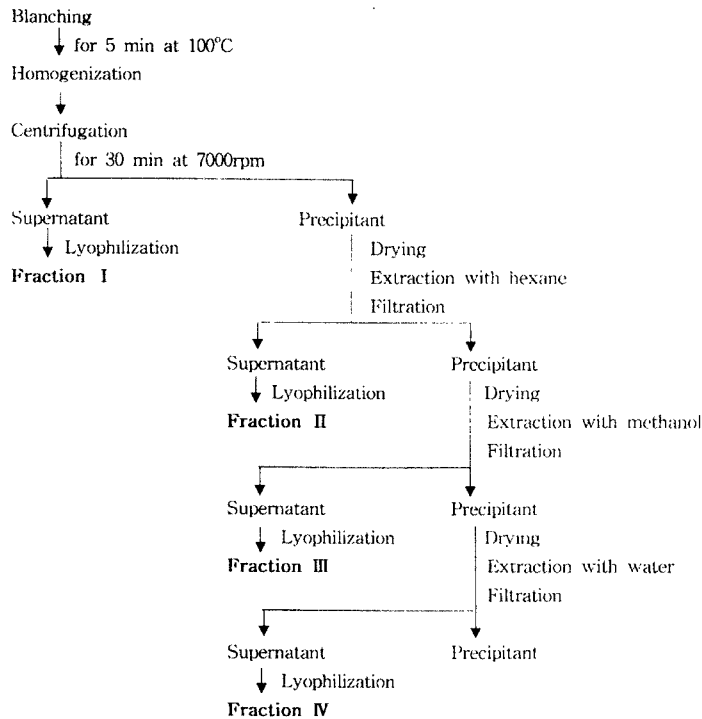 Blanching
for 5 min at 100°C
Homogenization
Centrifugation
for 30 min at 7000rpm
Supernatant Precipitant
Lyophilization Drying
Fraction Ⅰ Extraction with hexane
Filtration
Supernatant Precipitant
Lyophilization Drying
Fraction Ⅱ Extraction with methanol
Filtration
Supernatant Precipitant
Lyophilization Drying
Fraction Ⅲ Extraction with water
Filtration
Supernatant Precipitant
Lyophilization
Fraction Ⅳ